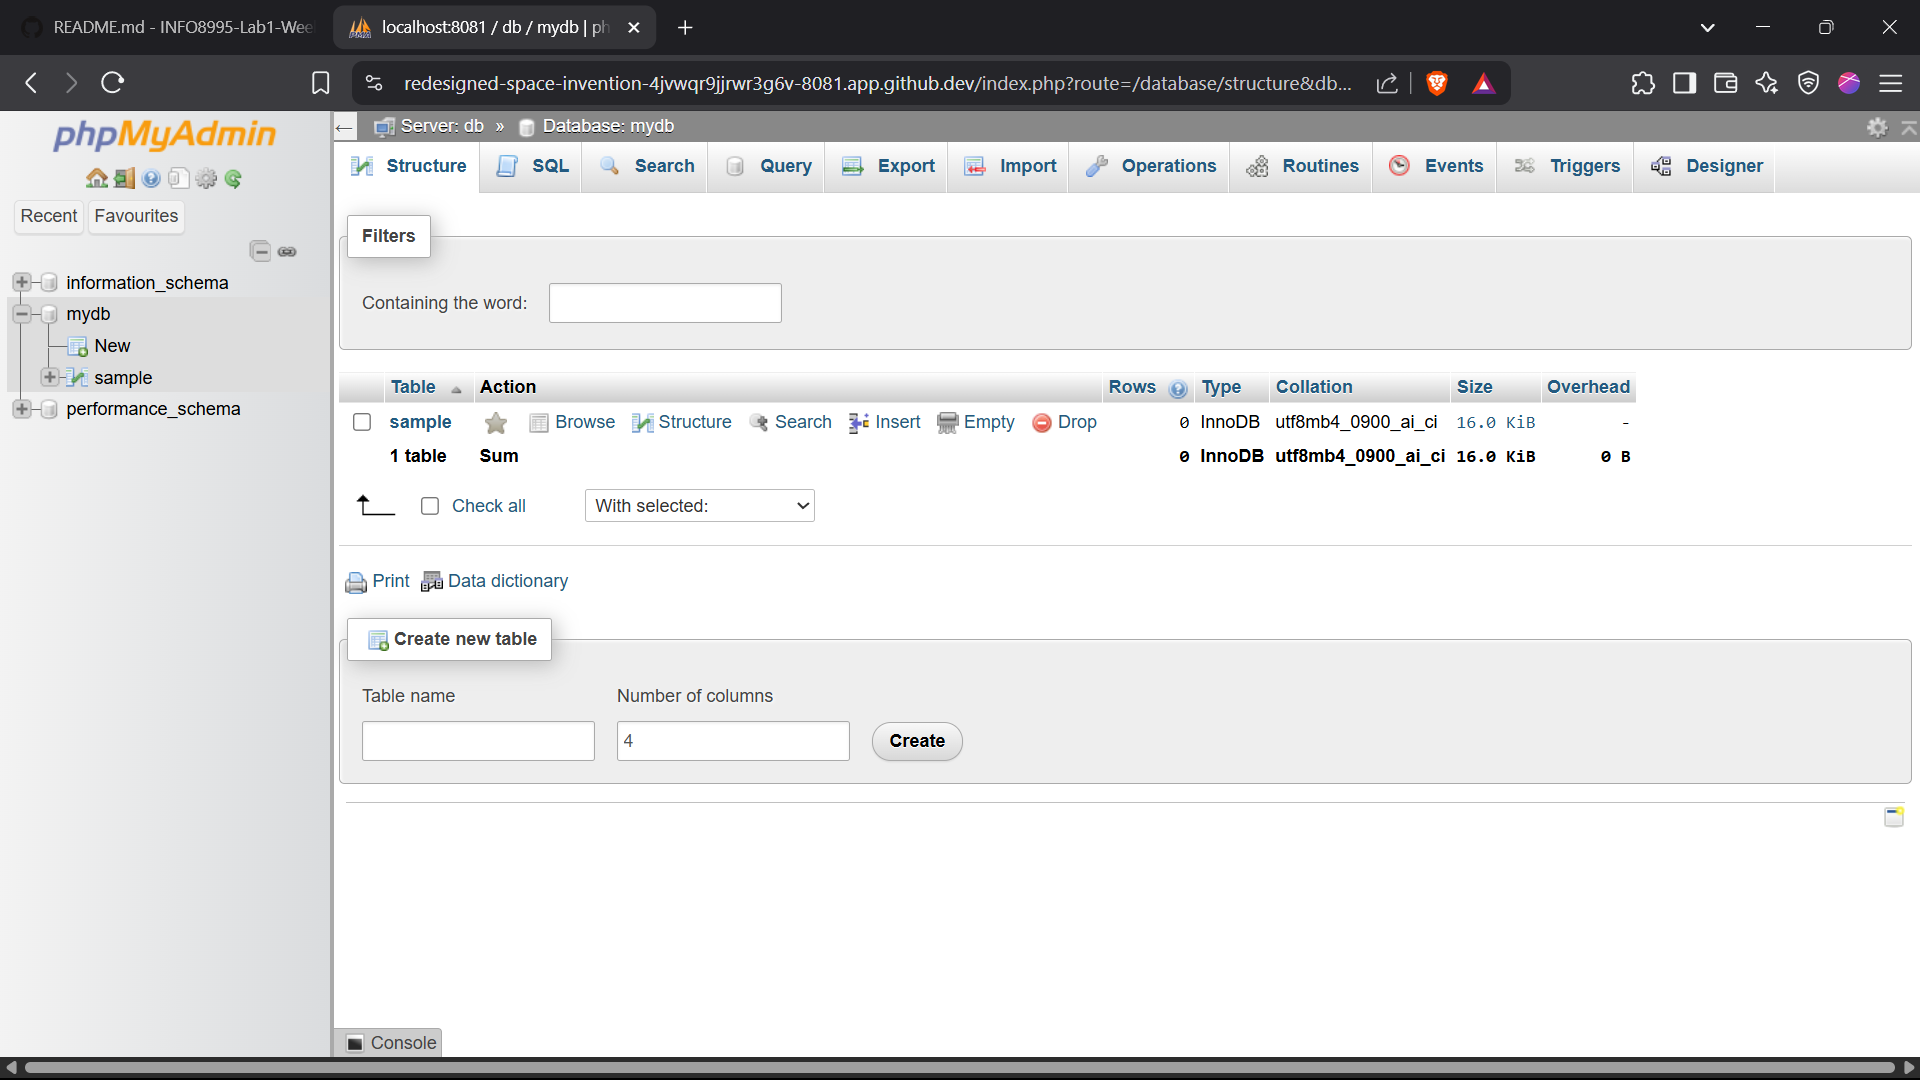 README.md - INFO8995-Lab1-Wee
localhost:8081 / db / mydb | ph
redesigned-space-invention-4jvwqr9jjrwr3g6v-8081.app.github.dev/index.php?route=/database/structure&db...
phpMyAdmin
Recent Favourites
information_schema
mydb
New
sample
performance_schema
Server: db » Database: mydb
Structure SQL Search Query Export Import Operations Routines Events Triggers Designer
Filters
Containing the word:
Table Action Rows Type Collation Size Overhead
sample Browse Structure Search Insert Empty Drop 0 InnoDB utf8mb4_0900_ai_ci 16.0 KiB -
1 table Sum 0 InnoDB utf8mb4_0900_ai_ci 16.0 KiB 0 B
Check all With selected:
Print Data dictionary
Create new table
Table name Number of columns
4 Create
Console